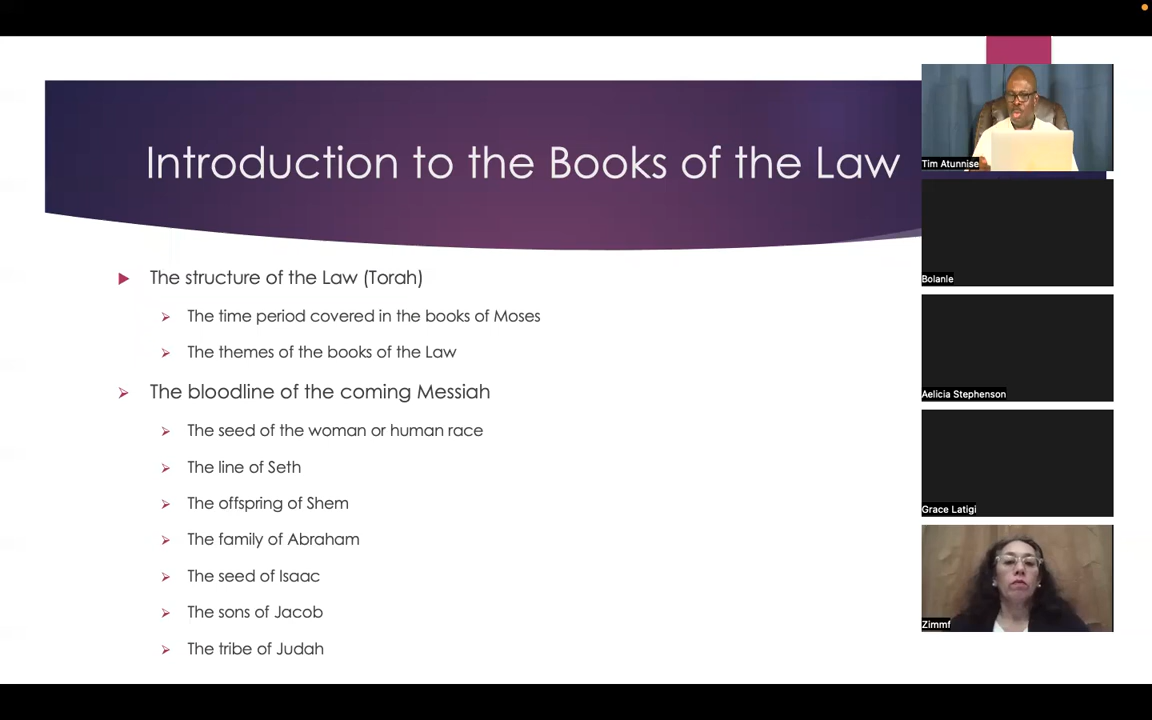 Introduction to the Books of the Law
The structure of the Law (Torah)
The time period covered in the books of Moses
The themes of the books of the Law
The bloodline of the coming Messiah
The seed of the woman or human race
The line of Seth
The offspring of Shem
The family of Abraham
The seed of Isaac
The sons of Jacob
The tribe of Judah
Tim Atunnise
Bolanle
Aelicia Stephenson
Grace Latigi
Zimmf